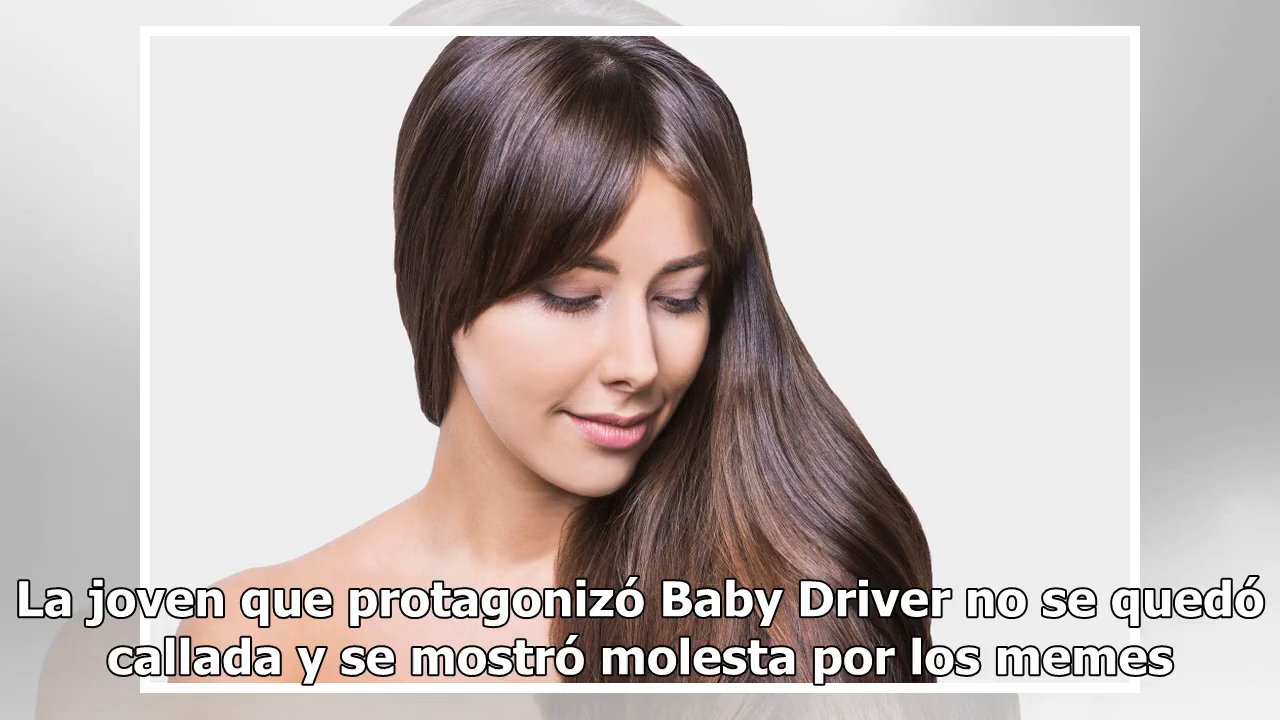 La joven que protagonizó Baby Driver no se quedó
callada y se mostró molesta por los memes